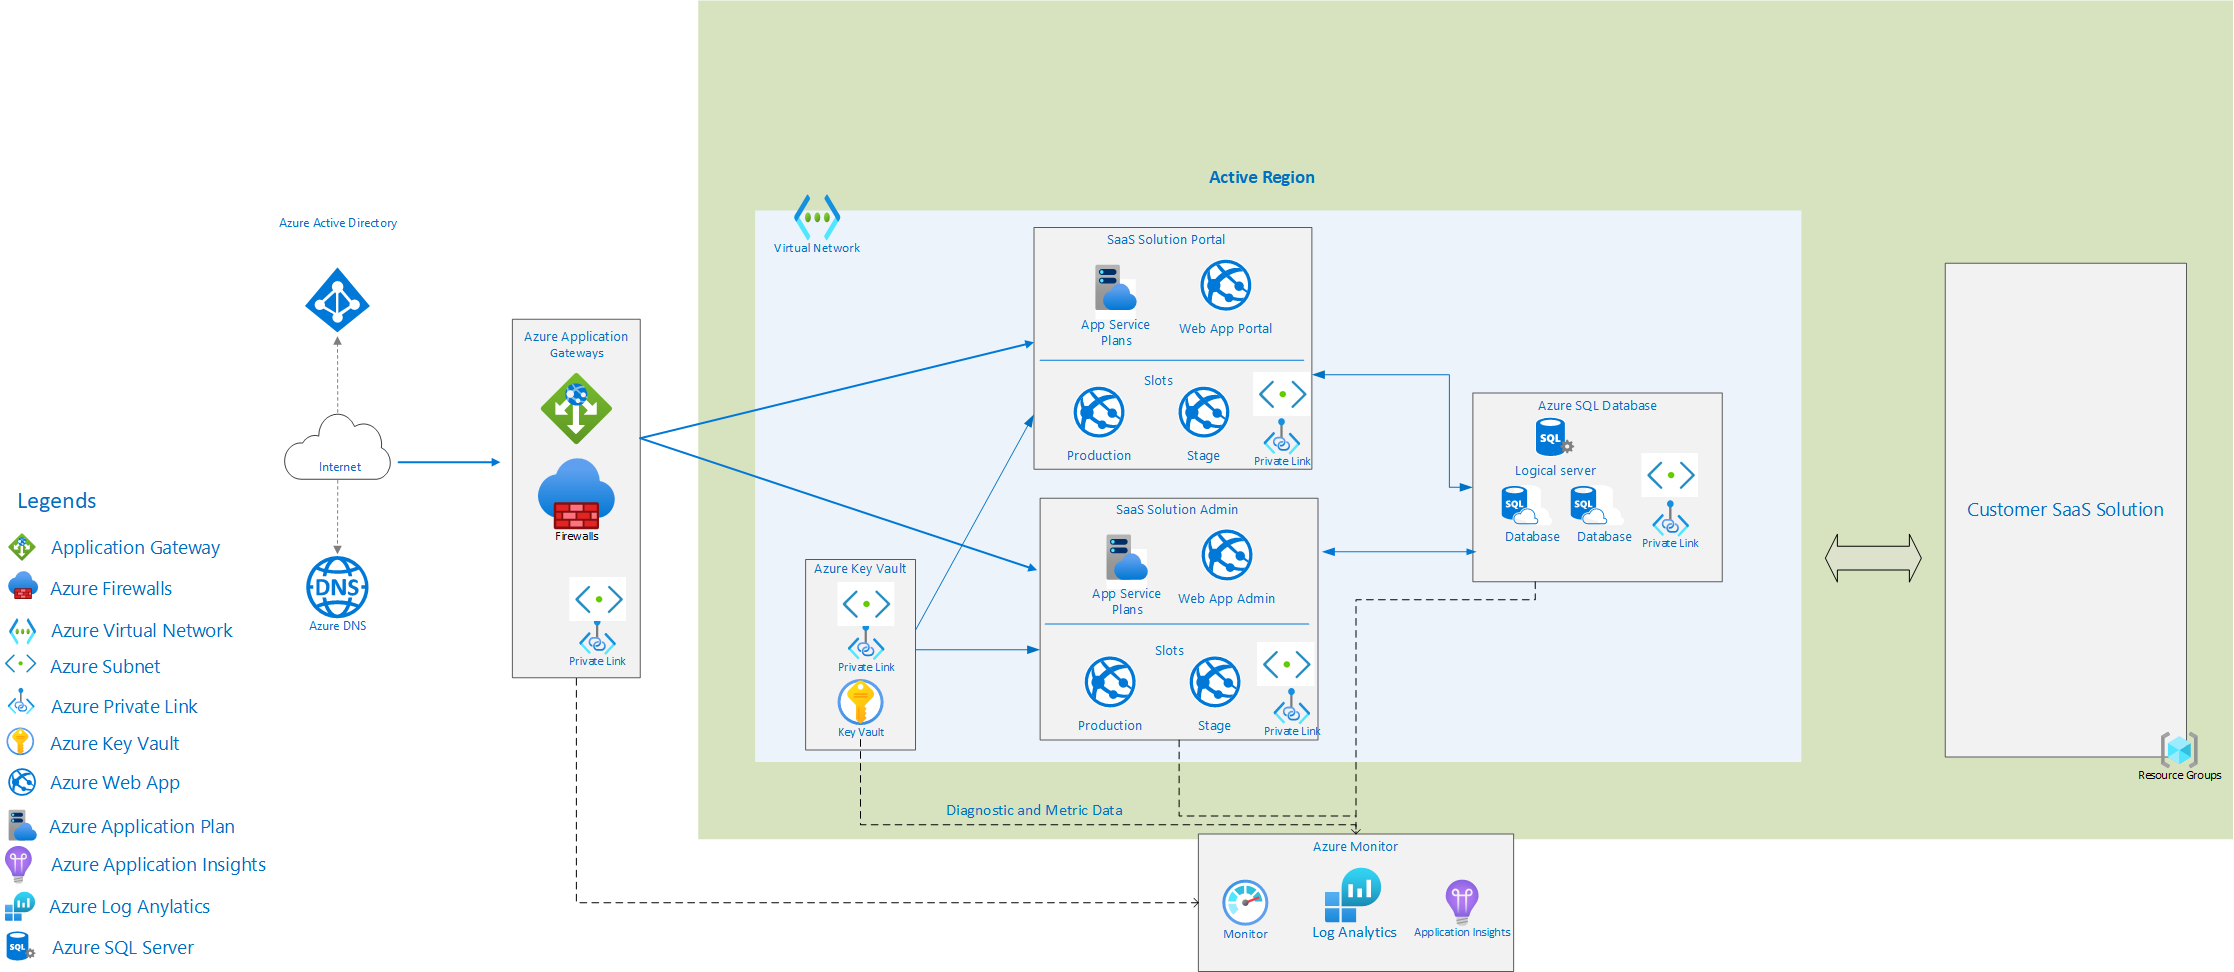 Active Region
Azure Active Directory
Internet
DNS
Azure DNS
Azure Application
Gateways
Firewalls
Private Link
Virtual Network
SaaS Solution Portal
App Service
Plans
Web App Portal
Slots
Production
Stage
Private Link
SaaS Solution Admin
App Service
Plans
Web App Admin
Slots
Production
Stage
Private Link
Azure Key Vault
Private Link
Key Vault
Azure SQL Database
SQL
Logical server
SQL
SQL
Database
Database
Private Link
Customer SaaS Solution
Resource Groups
Diagnostic and Metric Data
Azure Monitor
Monitor
Log Analytics
Application Insights
Legends
Application Gateway
Azure Firewalls
Azure Virtual Network
Azure Subnet
Azure Private Link
Azure Key Vault
Azure Web App
Azure Application Plan
Azure Application Insights
Azure Log Anylatics
SQL
Azure SQL Server